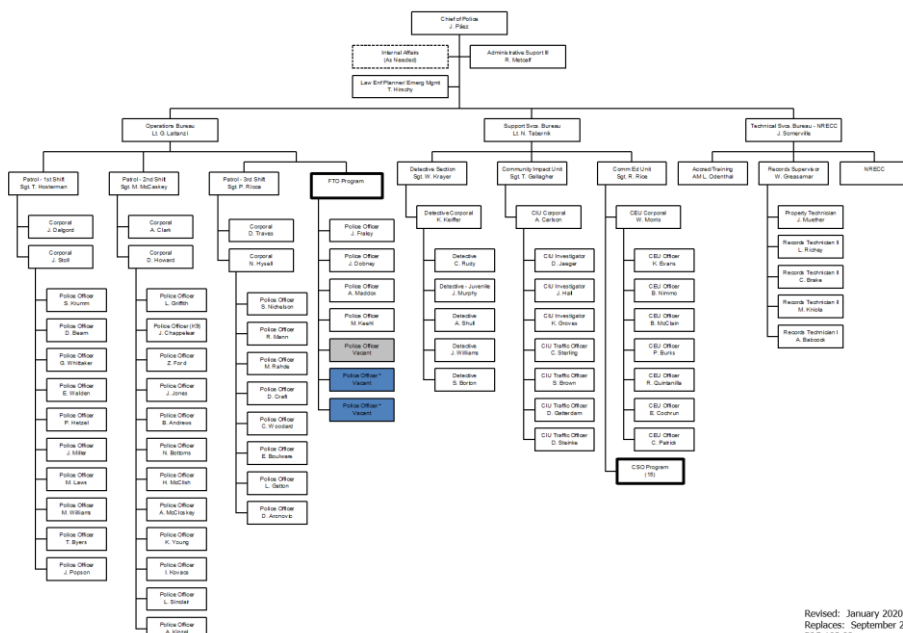 Chief of Police
J. Páez
Internal Affairs
(As Needed)
Administrative Suport III
R. Metcalf
Law Enf Planner/ Emerg Mgmt
T. Hirschy
Operations Bureau
Lt. G. Lattanzi
Support Svcs. Bureau
Lt. N. Tabernik
Technical Svcs. Bureau - NRECC
J. Somerville
Patrol - 1st Shift
Sgt. T. Hosterman
Patrol - 2nd Shift
Sgt. M. McCaskey
Patrol - 3rd Shift
Sgt. P.
FTO Program
Detective Section
Sgt. W. Krayer
Community Impact Unit
Sgt. T. Gallagher
Comm Ed Unit
Sgt. R. Rice
Accred/Training
AM L. Odenthal
Records Supervisor
W. Greasamar
NRECC
Corporal
J. Dalgord
Corporal
J. Stoll
Police Officer
S. Krumm
Police Officer
D. Beam
Police Officer
G. Whittaker
Police Officer
E. Walden
Police Officer
P. Hetzel
Police Officer
J. Miller
Police Officer
M. Laws
Police Officer
M. Williams
Police Officer
T. Byers
Police Officer
J. Popson
Corporal
A. Clark
Corporal
D. Howard
Police Officer
L. Griffith
Police Officer (K9)
J. Chappelear
Police Officer
Z. Ford
Police Officer
J. Jones
Police Officer
B. Andrews
Police Officer
N. Bottoms
Police Officer
H. McClish
Police Officer
A. McCloskey
Police Officer
K. Young
Police Officer
I. Kovacs
Police Officer
L. Sinclair
Police Officer
Corporal
D. Traves
Corporal
N. Hysell
Police Officer
S. Nichelson
Police Officer
R. Mann
Police Officer
M. Rahde
Police Officer
D. Craft
Police Officer
C. Woodard
Police Officer
E. Boulware
Police Officer
L. Gatton
Police Officer
D. Aronovic
Police Officer
J. Fraley
Police Officer
J. Dobney
Police Officer
A. Maddox
Police Officer
M. Keehl
Police Officer
Vacant
Police Officer *
Vacant
Police Officer *
Vacant
Detective Corporal
K. Keiffer
Detective
C. Rudy
Detective - Juvenile
J. Murphy
Detective
A. Shull
Detective
J. Williams
Detective
S. Borton
CIU Corporal
A. Carlson
CIU Investigator
D. Jaeger
CIU Investigator
J. Hall
CIU Investigator
K. Groves
CIU Traffic Officer
C. Sterling
CIU Traffic Officer
S. Brown
CIU Traffic Officer
D. Gatterdam
CIU Traffic Officer
D. Steinke
CEU Corporal
W. Morris
CEU Officer
K. Evans
CEU Officer
B. Nimmo
CEU Officer
B. McClain
CEU Officer
P. Burks
CEU Officer
R. Quintanilla
CEU Officer
E. Cochrun
CEU Officer
C. Patrick
CSO Program
Property Technician
J. Musther
Records Technician II
L. Richey
Records Technician II
C. Brake
Records Technician II
M. Kniola
Records Technician I
A. Babcock
Revised: January 2020
Replaces: September 2